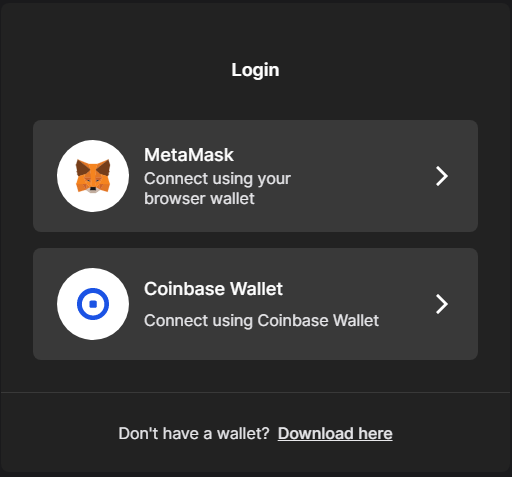 Login
MetaMask
Connect using your
browser wallet
Coinbase Wallet
Connect using Coinbase Wallet
Don't have a wallet? Download here